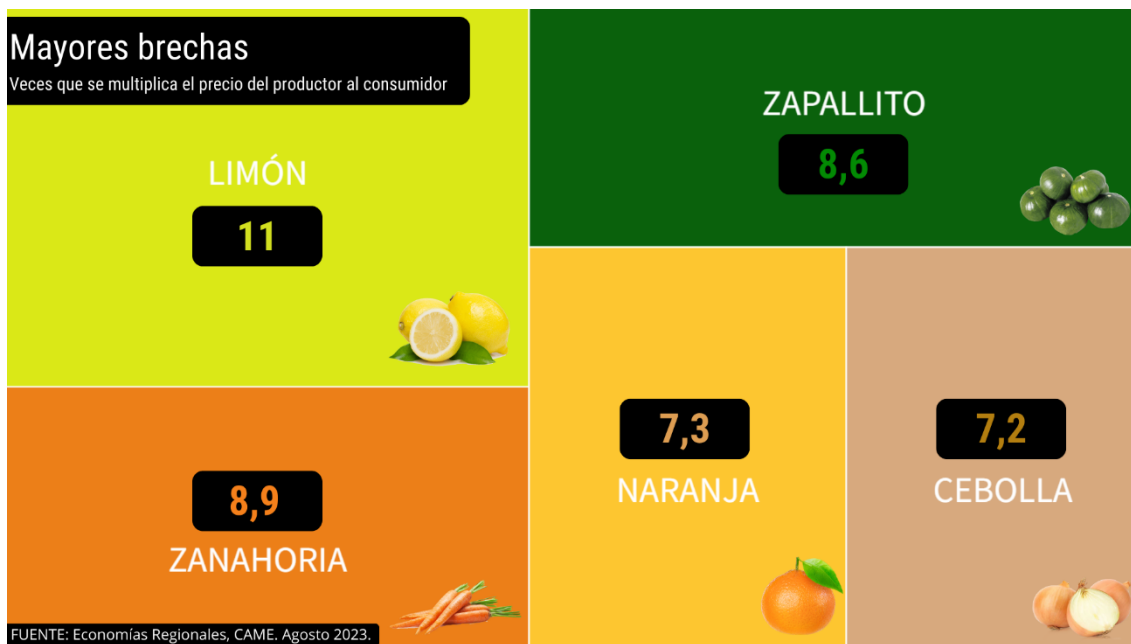 Mayores brechas
Veces que se multiplica el precio del productor al consumidor
LIMÓN
11
ZAPALLITO
8,6
8,9
ZANAHORIA
7,3
NARANJA
7,2
CEBOLLA
FUENTE: Economías Regionales, CAME. Agosto 2023.